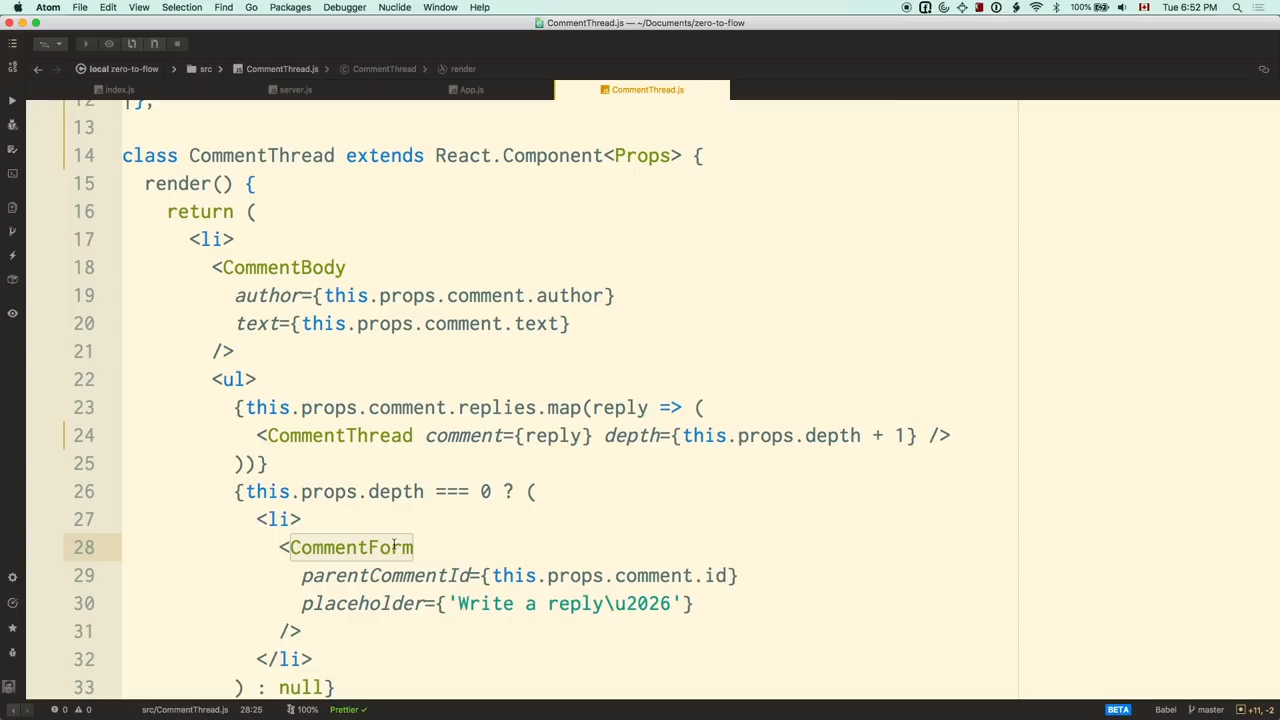 Atom File Edit View Selection Find Go Packages Debugger Nuclide Window Help 100% Tue 6:52 PM
CommentThread.js — ~/Documents/zero-to-flow
local zero-to-flow > src > CommentThread.js > CommentThread > render
index.js server.js App.js CommentThread.js
12 |};
13
14 class CommentThread extends React.Component<Props> {
15 render() {
16 return (
17 <li>
18 <CommentBody
19 author={this.props.comment.author}
20 text={this.props.comment.text}
21 />
22 <ul>
23 {this.props.comment.replies.map(reply => (
24 <CommentThread comment={reply} depth={this.props.depth + 1} />
25 ))}
26 {this.props.depth === 0 ? (
27 <li>
28 <CommentForm
29 parentCommentId={this.props.comment.id}
30 placeholder={'Write a reply\u2026'}
31 />
32 </li>
33 ) : null}
0 0 src/CommentThread.js 28:25 100% Prettier ✓ BETA Babel master +11, -2